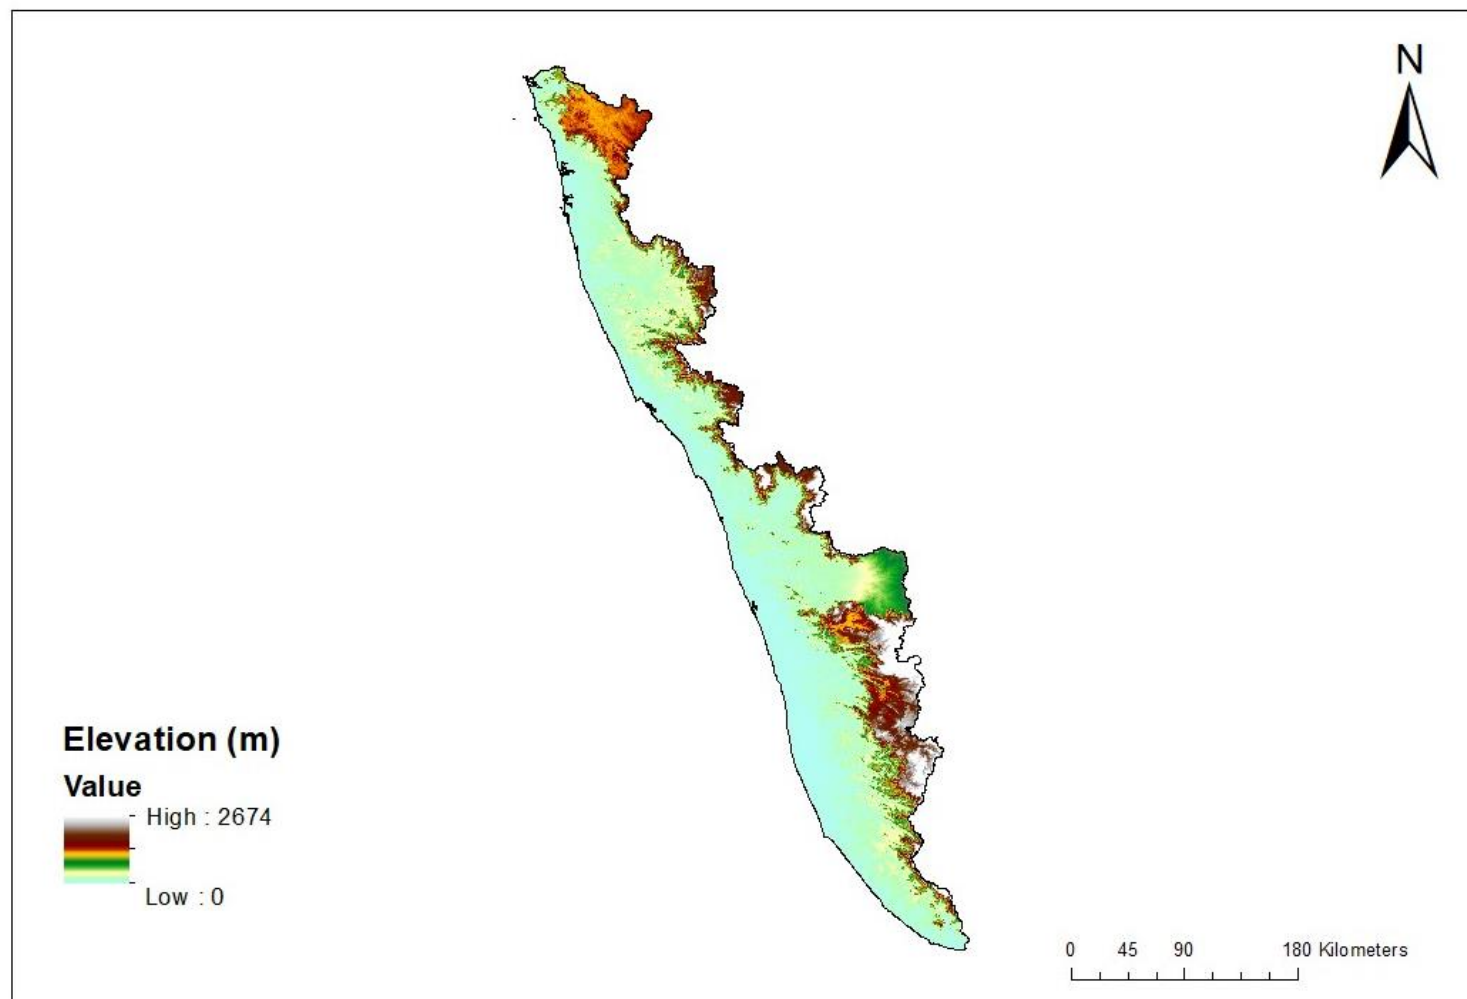 N
Elevation (m)
Value
High : 2674
Low : 0
0 45 90 180 Kilometers